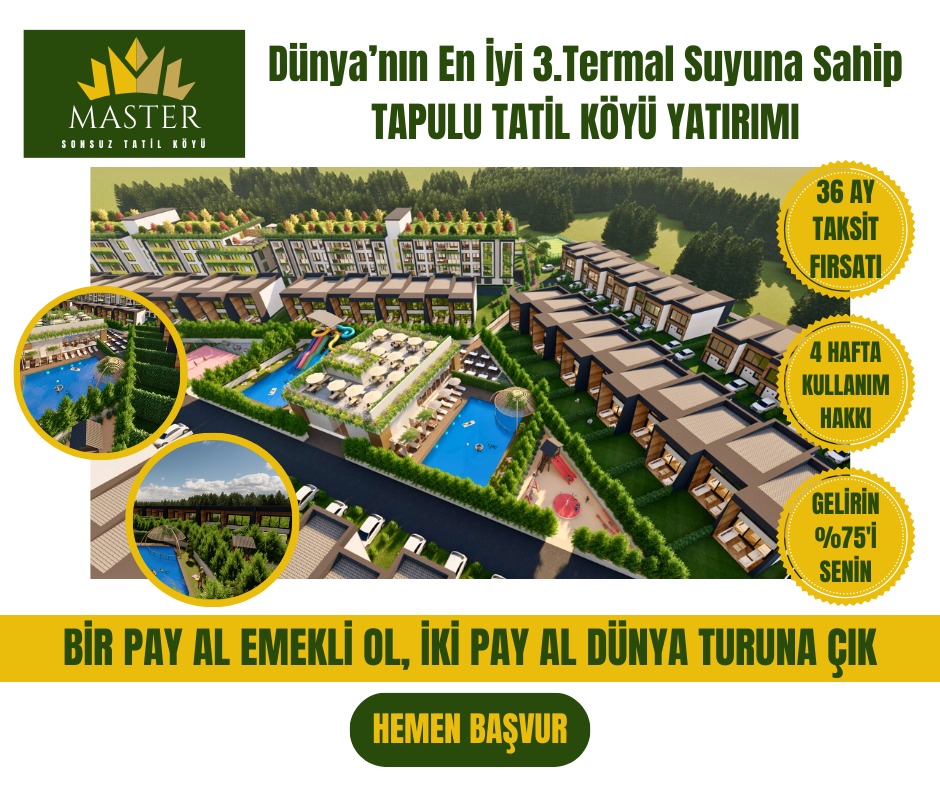 MASTER
SONSUZ TATİL KÖYÜ
Dünya’nın En İyi 3.Termal Suyuna Sahip
TAPULU TATİL KÖYÜ YATIRIMI
36 AY
TAKSİT
FIRSATI
4 HAFTA
KULLANIM
HAKKI
GELİRİN
%75'İ
SENİN
BİR PAY AL EMEKLİ OL, İKİ PAY AL DÜNYA TURUNA ÇIK
HEMEN BAŞVUR